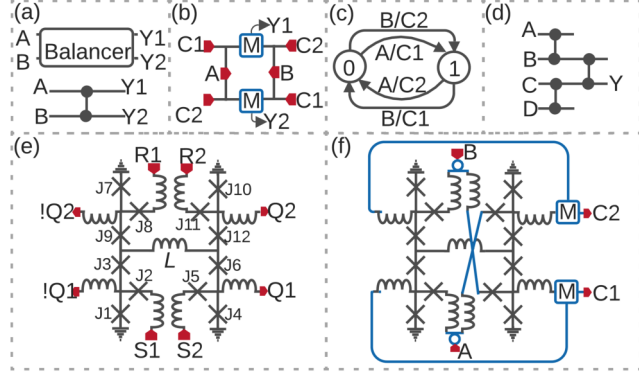 (a)
A
B
Balancer
Y1
Y2
A
B
Y1
Y2
(b)
Y1
C1
M
C2
A
B
C2
M
C1
Y2
(c)
B/C2
A/C1
0
1
A/C2
B/C1
(d)
A
B
C
D
Y
(e)
R1
R2
J7
J10
!Q2
J8
J11
Q2
J9
J12
L
J3
J6
J2
J5
!Q1
Q1
J1
J4
S1
S2
(f)
B
M
C2
M
C1
A